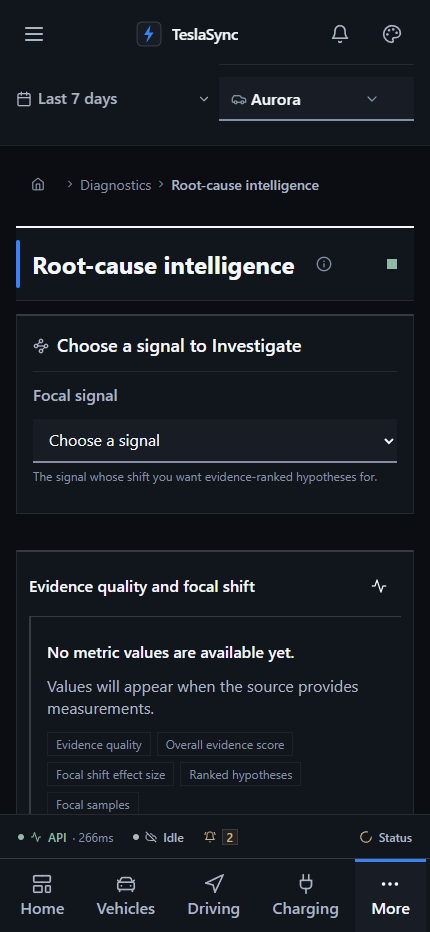 TeslaSync
Last 7 days
Aurora
Diagnostics
Root-cause intelligence
Root-cause intelligence
Choose a signal to Investigate
Focal signal
Choose a signal
The signal whose shift you want evidence-ranked hypotheses for.
Evidence quality and focal shift
No metric values are available yet.
Values will appear when the source provides
measurements.
Evidence quality
Overall evidence score
Focal shift effect size
Ranked hypotheses
Focal samples
API · 266ms
Idle
2
Status
Home
Vehicles
Driving
Charging
More